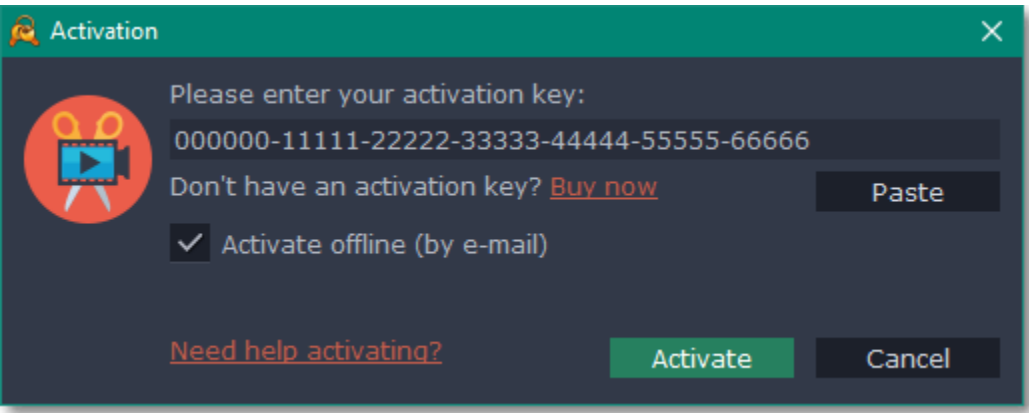 Activation
Please enter your activation key:
000000-11111-22222-33333-44444-55555-66666
Don't have an activation key? Buy now
Paste
Activate offline (by e-mail)
Need help activating?
Activate
Cancel